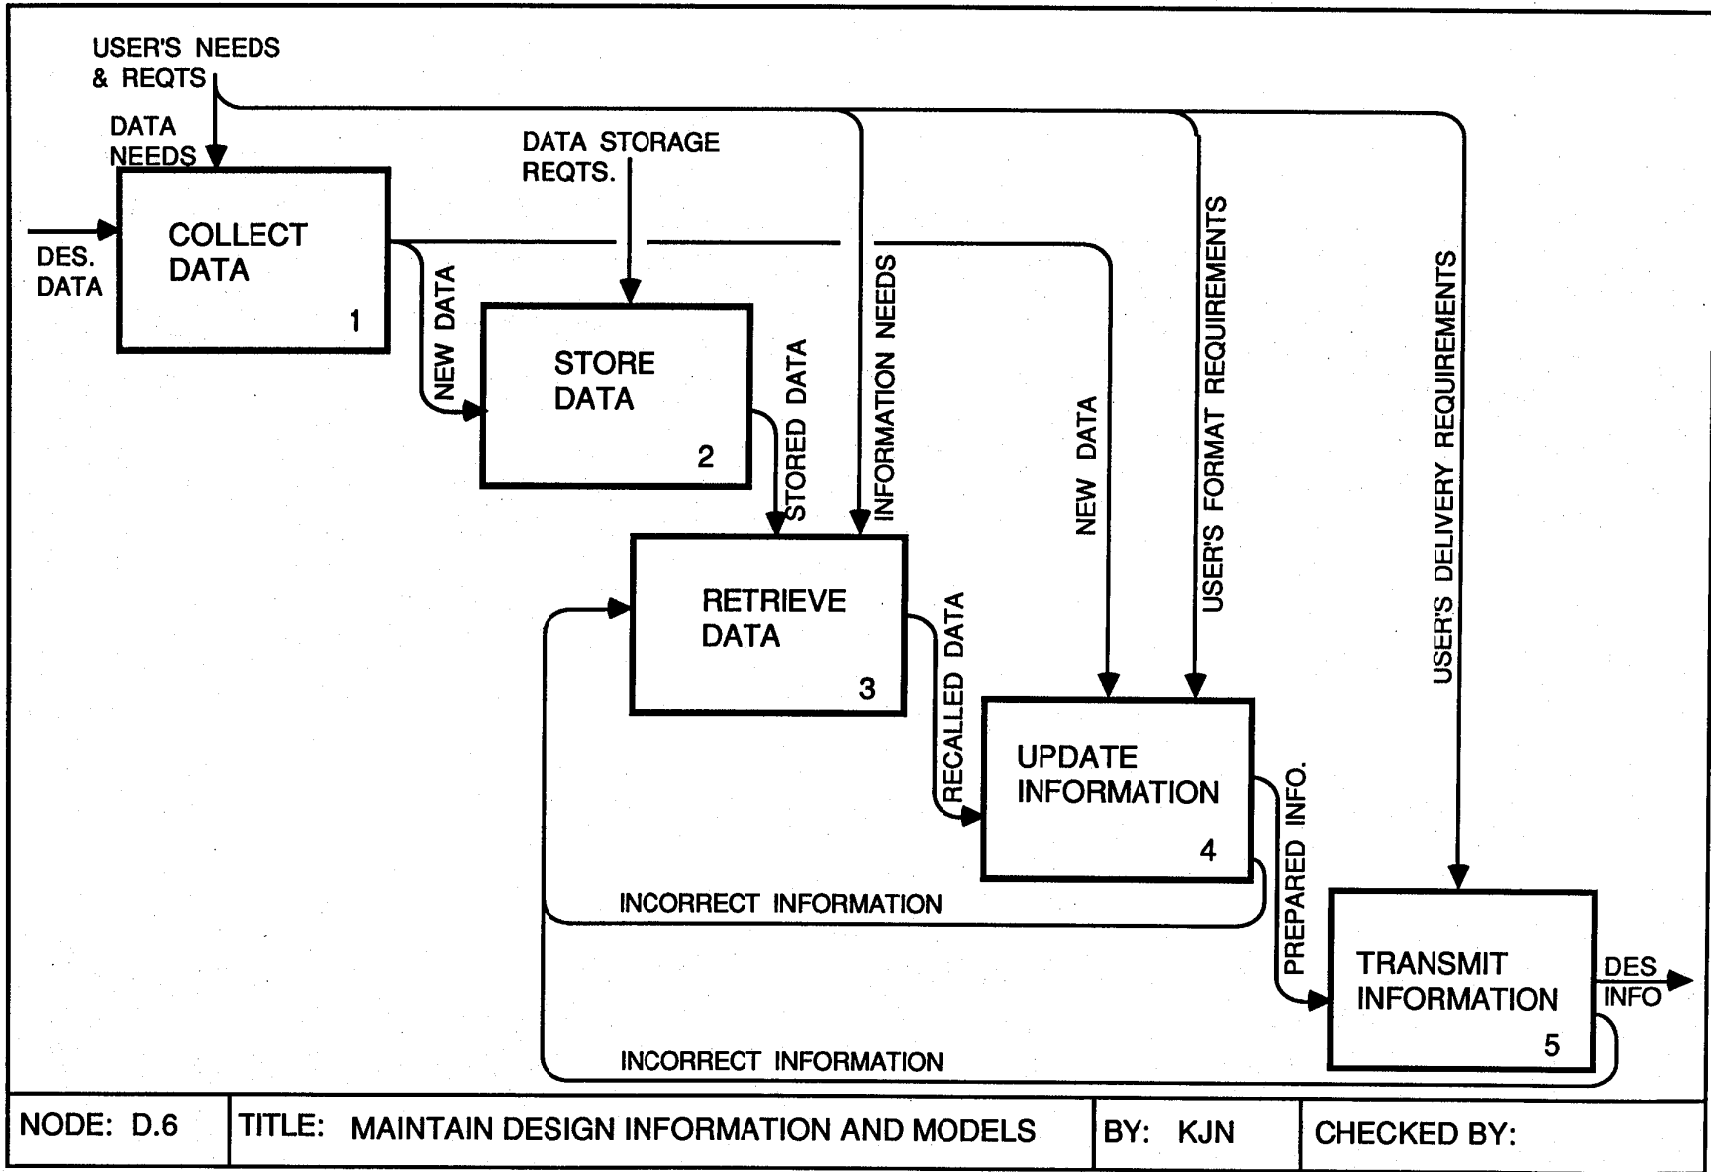 USER'S NEEDS
& REQTS
DATA
NEEDS
DATA STORAGE
REQTS.
DES.
DATA
COLLECT
DATA
1
NEW DATA
STORE
DATA
2
STORED DATA
INFORMATION NEEDS
NEW DATA
USER'S FORMAT REQUIREMENTS
USER'S DELIVERY REQUIREMENTS
RETRIEVE
DATA
3
RECALLED DATA
UPDATE
INFORMATION
4
PREPARED INFO.
INCORRECT INFORMATION
TRANSMIT
INFORMATION
5
DES
INFO
INCORRECT INFORMATION
NODE: D.6
TITLE: MAINTAIN DESIGN INFORMATION AND MODELS
BY: KJN
CHECKED BY: